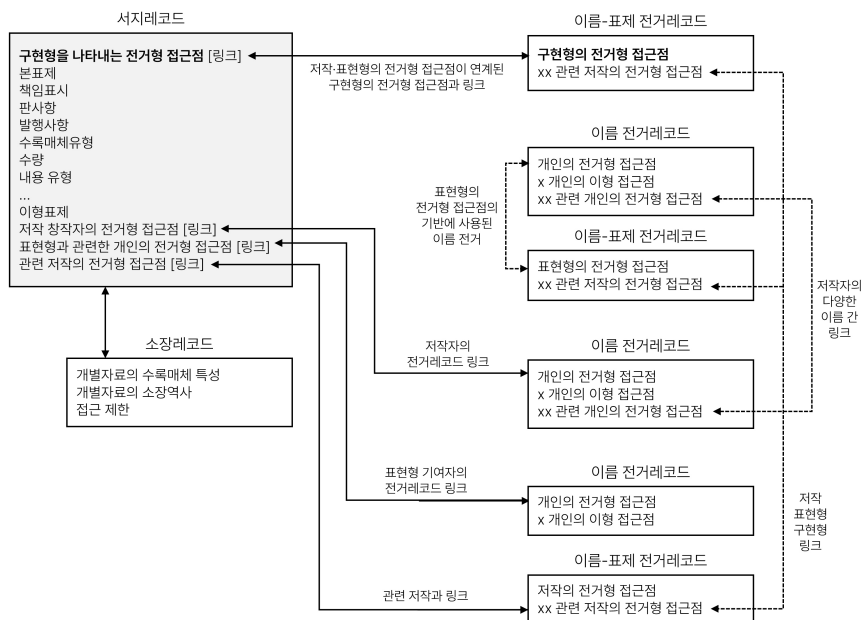 서지레코드
구현형을 나타내는 전거형 접근점 [링크]
본표제
책임표시
판사항
발행사항
수록매체유형
수량
내용 유형
...
이형표제
저작 창작자의 전거형 접근점 [링크]
표현형과 관련한 개인의 전거형 접근점 [링크]
관련 저작의 전거형 접근점 [링크]
소장레코드
개별자료의 수록매체 특성
개별자료의 소장역사
접근 제한
저작·표현형의 전거형 접근점이 연계된
구현형의 전거형 접근점과 링크
표현형의
전거형 접근점의
기반에 사용된
이름 전거
저작자의
전거레코드 링크
표현형 기여자의
전거레코드 링크
관련 저작과 링크
이름-표제 전거레코드
구현형의 전거형 접근점
xx 관련 저작의 전거형 접근점
이름 전거레코드
개인의 전거형 접근점
x 개인의 이형 접근점
xx 관련 개인의 전거형 접근점
이름-표제 전거레코드
표현형의 전거형 접근점
xx 관련 저작의 전거형 접근점
이름 전거레코드
개인의 전거형 접근점
x 개인의 이형 접근점
xx 관련 개인의 전거형 접근점
이름 전거레코드
개인의 전거형 접근점
x 개인의 이형 접근점
이름-표제 전거레코드
저작의 전거형 접근점
xx 관련 저작의 전거형 접근점
저작자의
다양한
이름 간
링크
저작
표현형
구현형
링크